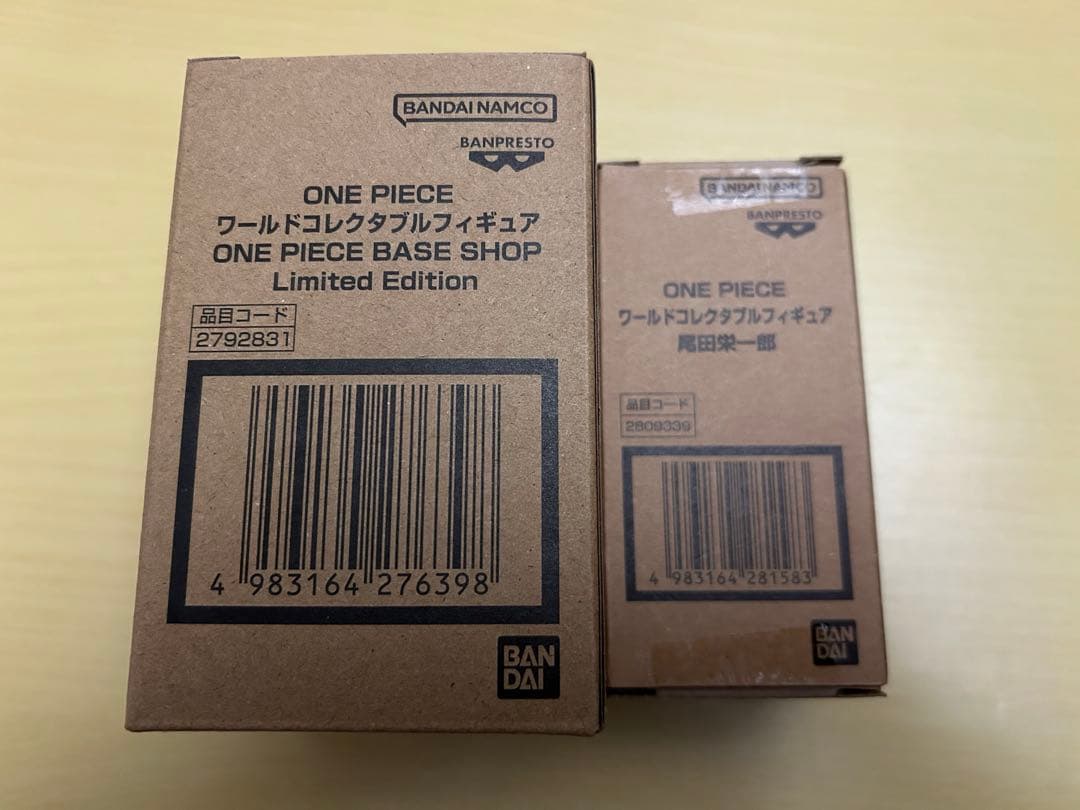 BANDAI NAMCO
BANPRESTO
ONE PIECE
ワールドコレクタブルフィギュア
ONE PIECE BASE SHOP
Limited Edition
品目コード
2792831
4 983164 276398
BAN
DAI
BANDAI NAMCO
BANPRESTO
ONE PIECE
ワールドコレクタブルフィギュア
尾田栄一郎
品目コード
2809339
4 983164 281583
BAN
DAI